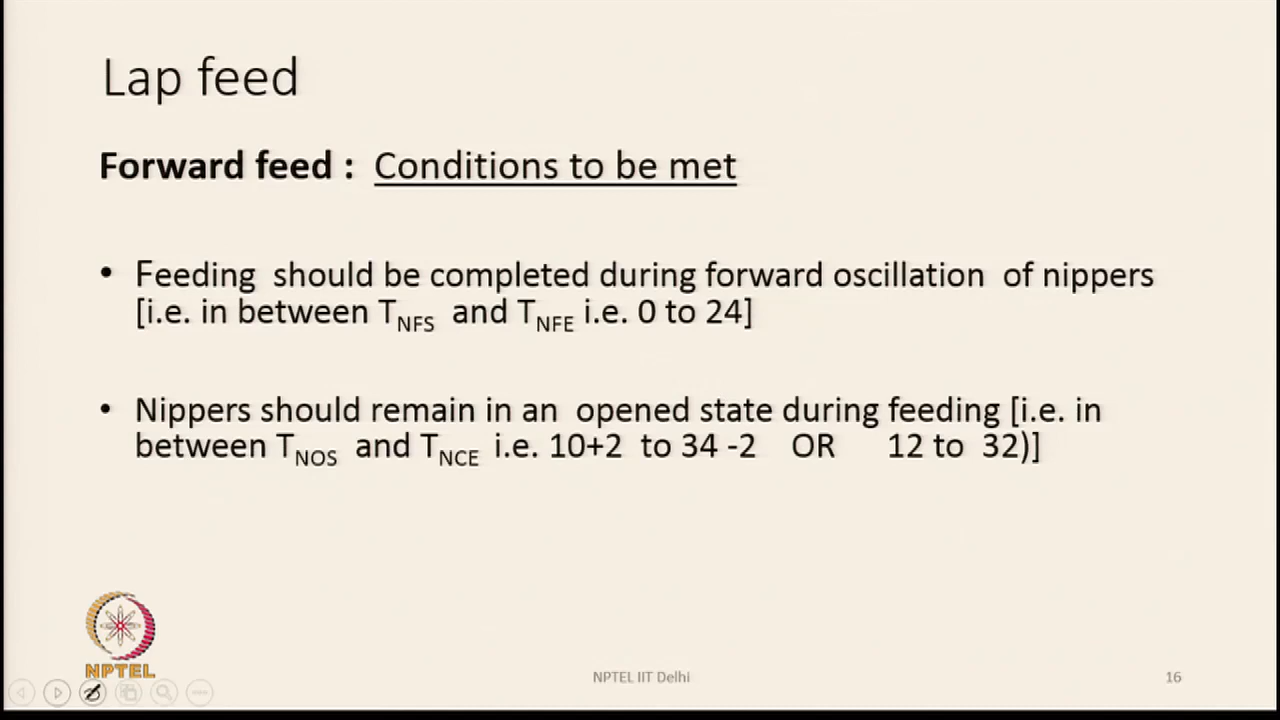 Lap feed
Forward feed : Conditions to be met
• Feeding should be completed during forward oscillation of nippers
[i.e. in between TNFS and TNFE i.e. 0 to 24]
• Nippers should remain in an opened state during feeding [i.e. in
between TNOS and TNCE i.e. 10+2 to 34 -2 OR 12 to 32)]
NPTEL
NPTEL IIT Delhi
16